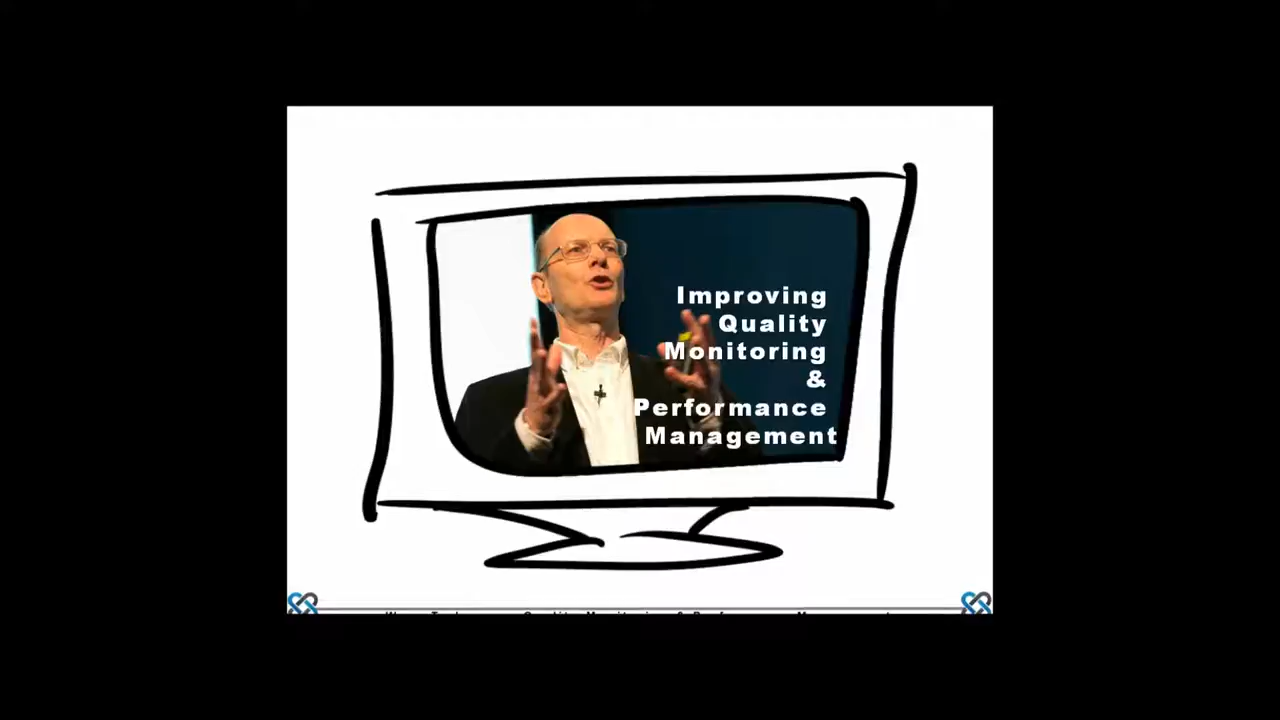 Improving
Quality
Monitoring
&
Performance
Management